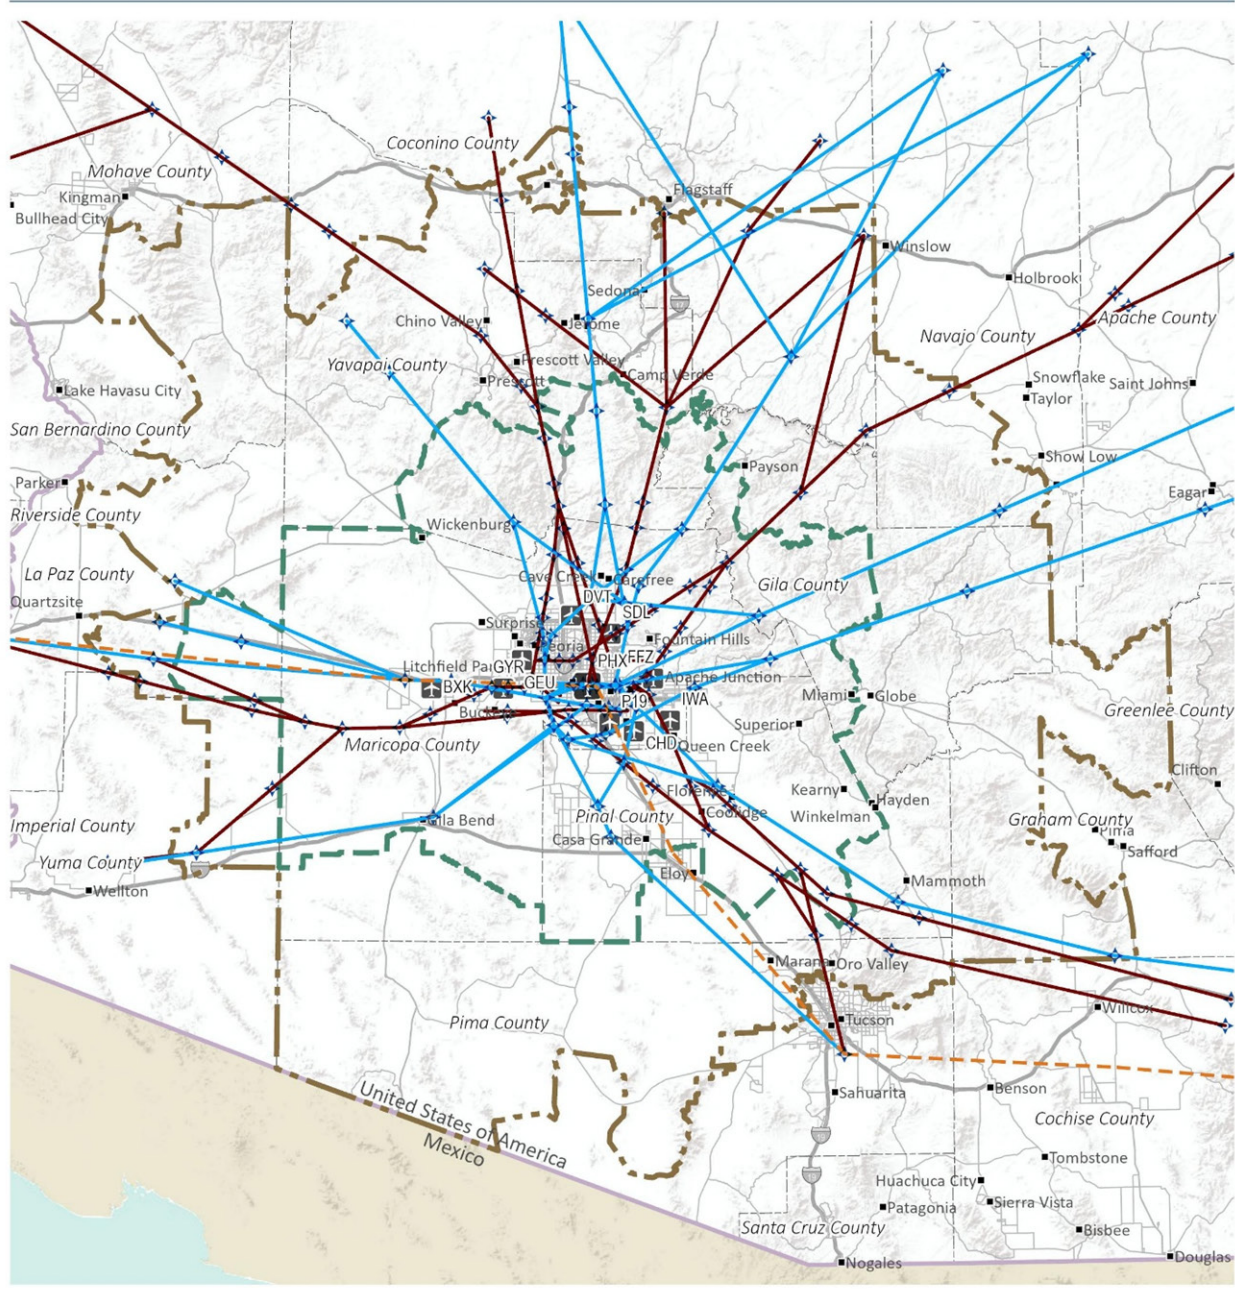 Coconino County
Mohave County
Kingman
Flagstaff
Bullhead City
Winslow
Holbrook
Sedona
Chino Valley
Jerome
Apache County
Navajo County
Yavapai County
Prescott Valley
Camp Verde
Prescott
Snowflake
Saint Johns
Lake Havasu City
Taylor
San Bernardino County
Show Low
Payson
Parker
Eagar
Riverside County
Wickenburg
La Paz County
Cave Creek
Carefree
Gila County
Quartzsite
DVT
SDL
Surprise
Peoria
Fountain Hills
PHX
FFZ
Litchfield Park
GYR
GEU
Apache Junction
BXK
P19
IWA
Miami
Globe
Greenlee County
Buckeye
Superior
Maricopa County
CHD
Queen Creek
Clifton
Kearny
Florence
Hayden
Gila Bend
Coolidge
Pinal County
Winkelman
Graham County
Imperial County
Pima
Casa Grande
Safford
Yuma County
Eloy
Mammoth
Wellton
Marana
Oro Valley
Willcox
Pima County
Tucson
Benson
Sahuarita
United States of America
Mexico
Cochise County
Tombstone
Huachuca City
Sierra Vista
Patagonia
Santa Cruz County
Bisbee
Douglas
Nogales